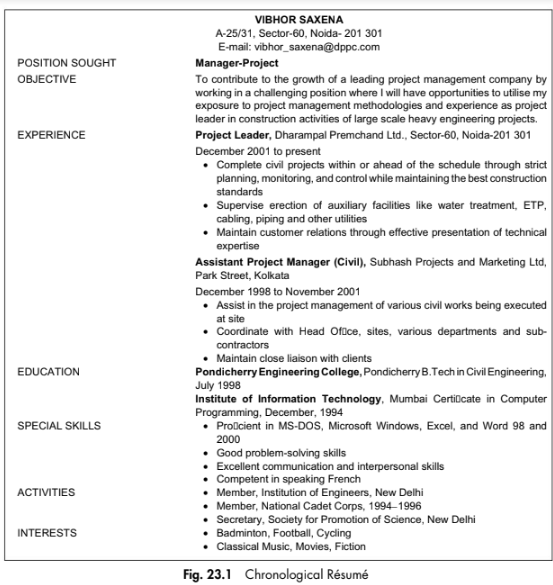 VIBHOR SAXENA
A-25/31, Sector-60, Noida- 201 301
E-mail: vibhor_saxena@dppc.com
POSITION SOUGHT Manager-Project
OBJECTIVE To contribute to the growth of a leading project management company by
working in a challenging position where I will have opportunities to utilise my
exposure to project management methodologies and experience as project
leader in construction activities of large scale heavy engineering projects.
EXPERIENCE Project Leader, Dharampal Premchand Ltd., Sector-60, Noida-201 301
December 2001 to present
• Complete civil projects within or ahead of the schedule through strict
planning, monitoring, and control while maintaining the best construction
standards
• Supervise erection of auxiliary facilities like water treatment, ETP,
cabling, piping and other utilities
• Maintain customer relations through effective presentation of technical
expertise
Assistant Project Manager (Civil), Subhash Projects and Marketing Ltd,
Park Street, Kolkata
December 1998 to November 2001
• Assist in the project management of various civil works being executed
at site
• Coordinate with Head Of▯ce, sites, various departments and sub-
contractors
• Maintain close liaison with clients
EDUCATION Pondicherry Engineering College, Pondicherry B.Tech in Civil Engineering,
July 1998
Institute of Information Technology, Mumbai Certi▯cate in Computer
Programming, December, 1994
SPECIAL SKILLS • Pro▯cient in MS-DOS, Microsoft Windows, Excel, and Word 98 and
2000
• Good problem-solving skills
• Excellent communication and interpersonal skills
• Competent in speaking French
ACTIVITIES • Member, Institution of Engineers, New Delhi
• Member, National Cadet Corps, 1994–1996
• Secretary, Society for Promotion of Science, New Delhi
INTERESTS • Badminton, Football, Cycling
• Classical Music, Movies, Fiction
Fig. 23.1 Chronological Résumé